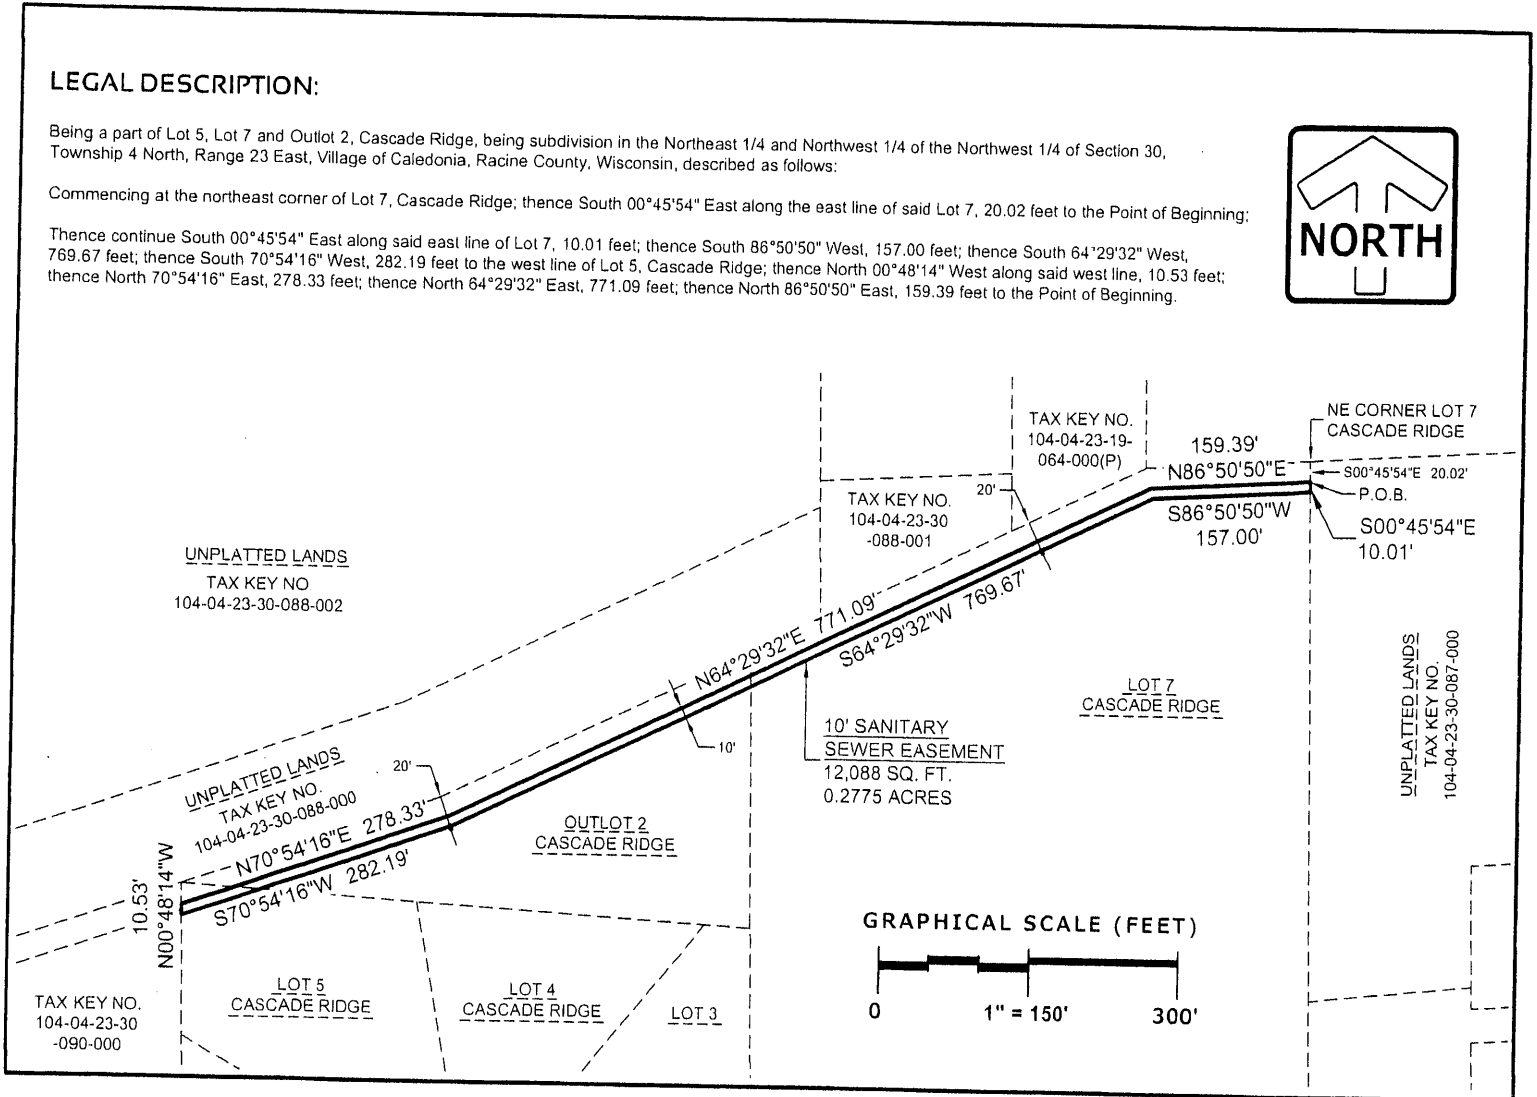 LEGAL DESCRIPTION:
Being a part of Lot 5, Lot 7 and Outlot 2, Cascade Ridge, being subdivision in the Northeast 1/4 and Northwest 1/4 of the Northwest 1/4 of Section 30,
Township 4 North, Range 23 East, Village of Caledonia, Racine County, Wisconsin, described as follows:
Commencing at the northeast corner of Lot 7, Cascade Ridge; thence South 00°45'54" East along the east line of said Lot 7, 20.02 feet to the Point of Beginning;
Thence continue South 00°45'54" East along said east line of Lot 7, 10.01 feet; thence South 86°50'50" West, 157.00 feet; thence South 64°29'32" West,
769.67 feet; thence South 70°54'16" West, 282.19 feet to the west line of Lot 5, Cascade Ridge; thence North 00°48'14" West along said west line, 10.53 feet;
thence North 70°54'16" East, 278.33 feet; thence North 64°29'32" East, 771.09 feet; thence North 86°50'50" East, 159.39 feet to the Point of Beginning.
NORTH
NE CORNER LOT 7
CASCADE RIDGE
TAX KEY NO.
104-04-23-19-
064-000(P)
159.39'
N86°50'50"E
S00°45'54"E 20.02'
P.O.B.
S86°50'50"W
157.00'
S00°45'54"E
10.01'
20'
TAX KEY NO.
104-04-23-30
-088-001
UNPLATTED LANDS
TAX KEY NO
104-04-23-30-088-002
N64°29'32"E 771.09'
S64°29'32"W 769.67'
UNPLATTED LANDS
TAX KEY NO.
104-04-23-30-087-000
LOT 7
CASCADE RIDGE
10' SANITARY
SEWER EASEMENT
12,088 SQ. FT.
0.2775 ACRES
10'
20'
UNPLATTED LANDS
TAX KEY NO.
104-04-23-30-088-000
N70°54'16"E 278.33'
S70°54'16"W 282.19'
OUTLOT 2
CASCADE RIDGE
10.53'
N00°48'14"W
GRAPHICAL SCALE (FEET)
0
1" = 150'
300'
LOT 5
CASCADE RIDGE
LOT 4
CASCADE RIDGE
LOT 3
TAX KEY NO.
104-04-23-30
-090-000